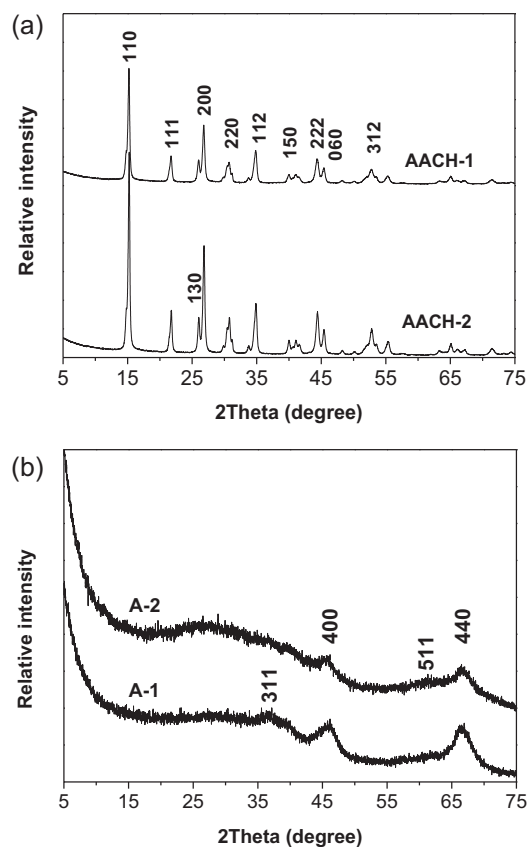 (a)
110
111
200
220
112
150
222
060
312
AACH-1
130
AACH-2
Relative intensity
5 15 25 35 45 55 65 75
2Theta (degree)
(b)
A-2
400
511
440
A-1
311
Relative intensity
5 15 25 35 45 55 65 75
2Theta (degree)